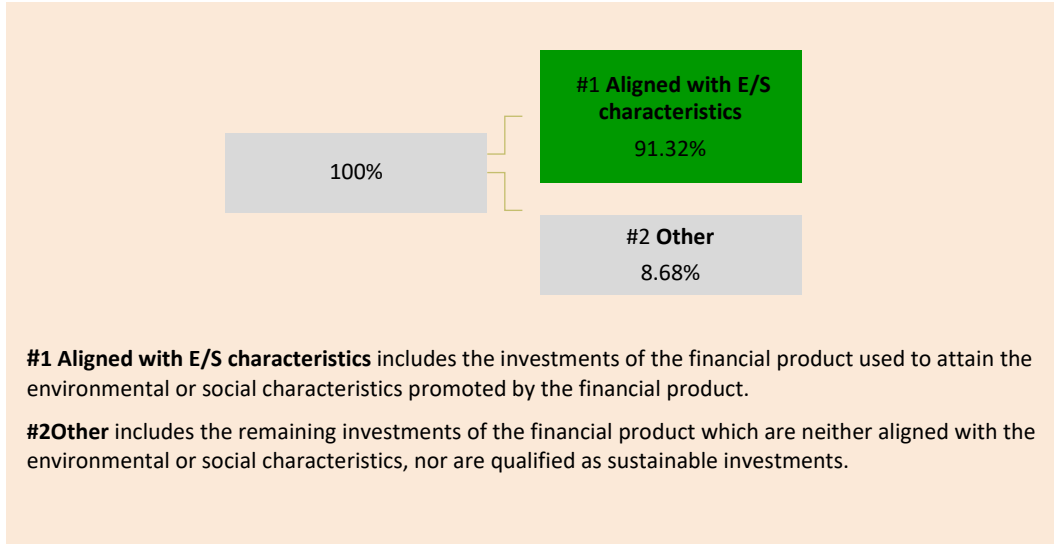 #1 Aligned with E/S
characteristics
91.32%
100%
#2 Other
8.68%
#1 Aligned with E/S characteristics includes the investments of the financial product used to attain the
environmental or social characteristics promoted by the financial product.
#2Other includes the remaining investments of the financial product which are neither aligned with the
environmental or social characteristics, nor are qualified as sustainable investments.